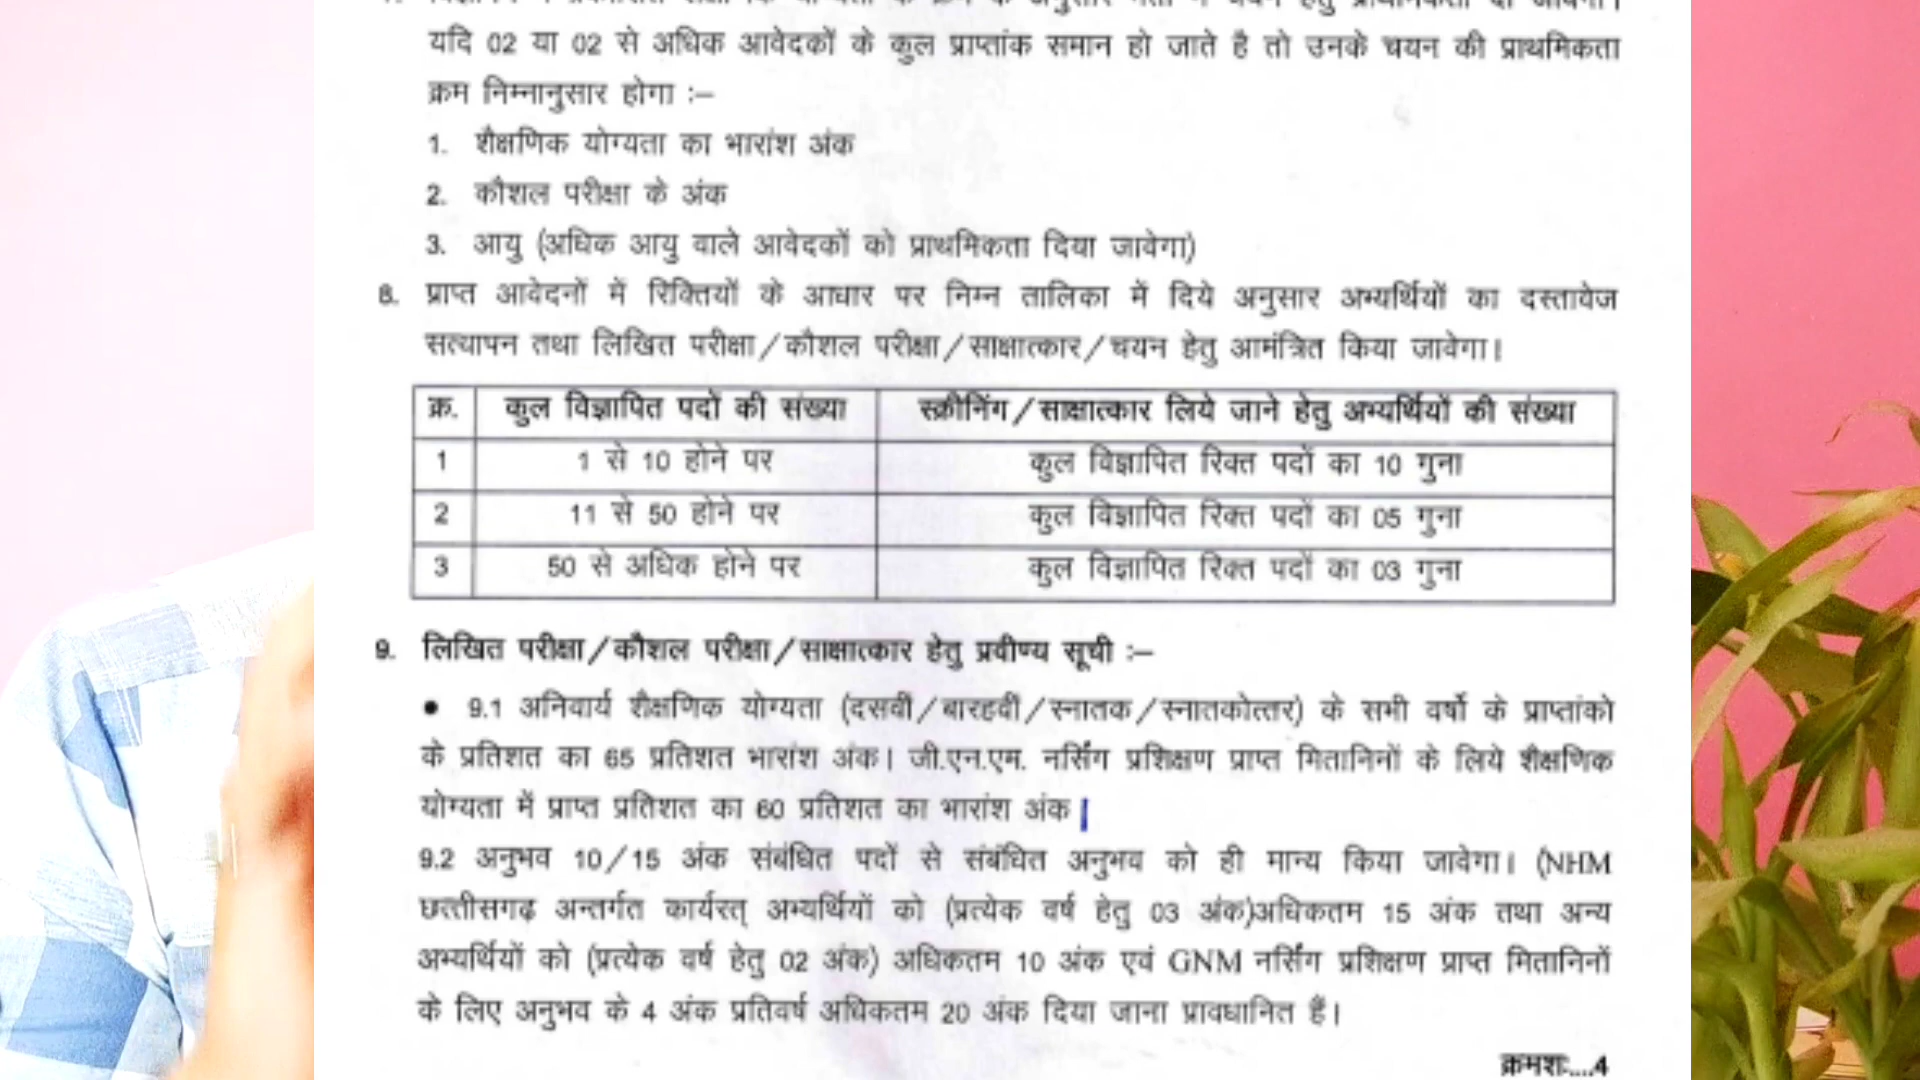 यदि 02 या 02 से अधिक आवेदकों के कुल प्राप्तांक समान हो जाते है तो उनके चयन की प्राथमिकता
क्रम निम्नानुसार होगा :–
1. शैक्षणिक योग्यता का भारांश अंक
2. कौशल परीक्षा के अंक
3. आयु (अधिक आयु वाले आवेदकों को प्राथमिकता दिया जावेगा)
8. प्राप्त आवेदनों में रिक्तियों के आधार पर निम्न तालिका में दिये अनुसार अभ्यर्थियों का दस्तावेज
सत्यापन तथा लिखित परीक्षा/कौशल परीक्षा/साक्षात्कार/चयन हेतु आमंत्रित किया जावेगा।
क्र. कुल विज्ञापित पदों की संख्या स्क्रीनिंग/साक्षात्कार लिये जाने हेतु अभ्यर्थियों की संख्या
1 1 से 10 होने पर कुल विज्ञापित रिक्त पदों का 10 गुना
2 11 से 50 होने पर कुल विज्ञापित रिक्त पदों का 05 गुना
3 50 से अधिक होने पर कुल विज्ञापित रिक्त पदों का 03 गुना
9. लिखित परीक्षा/कौशल परीक्षा/साक्षात्कार हेतु प्रवीण्य सूची :–
• 9.1 अनिवार्य शैक्षणिक योग्यता (दसवीं/बारहवीं/स्नातक/स्नातकोत्तर) के सभी वर्षो के प्राप्तांको
के प्रतिशत का 65 प्रतिशत भारांश अंक। जी.एन.एम. नर्सिंग प्रशिक्षण प्राप्त मितानिनों के लिये शैक्षणिक
योग्यता में प्राप्त प्रतिशत का 60 प्रतिशत का भारांश अंक।
9.2 अनुभव 10/15 अंक संबंधित पदों से संबंधित अनुभव को ही मान्य किया जावेगा। (NHM
छत्तीसगढ़ अन्तर्गत कार्यरत् अभ्यर्थियों को (प्रत्येक वर्ष हेतु 03 अंक)अधिकतम 15 अंक तथा अन्य
अभ्यर्थियों को (प्रत्येक वर्ष हेतु 02 अंक) अधिकतम 10 अंक एवं GNM नर्सिंग प्रशिक्षण प्राप्त मितानिनों
के लिए अनुभव के 4 अंक प्रतिवर्ष अधिकतम 20 अंक दिया जाना प्रावधानित हैं।
क्रमशः....4